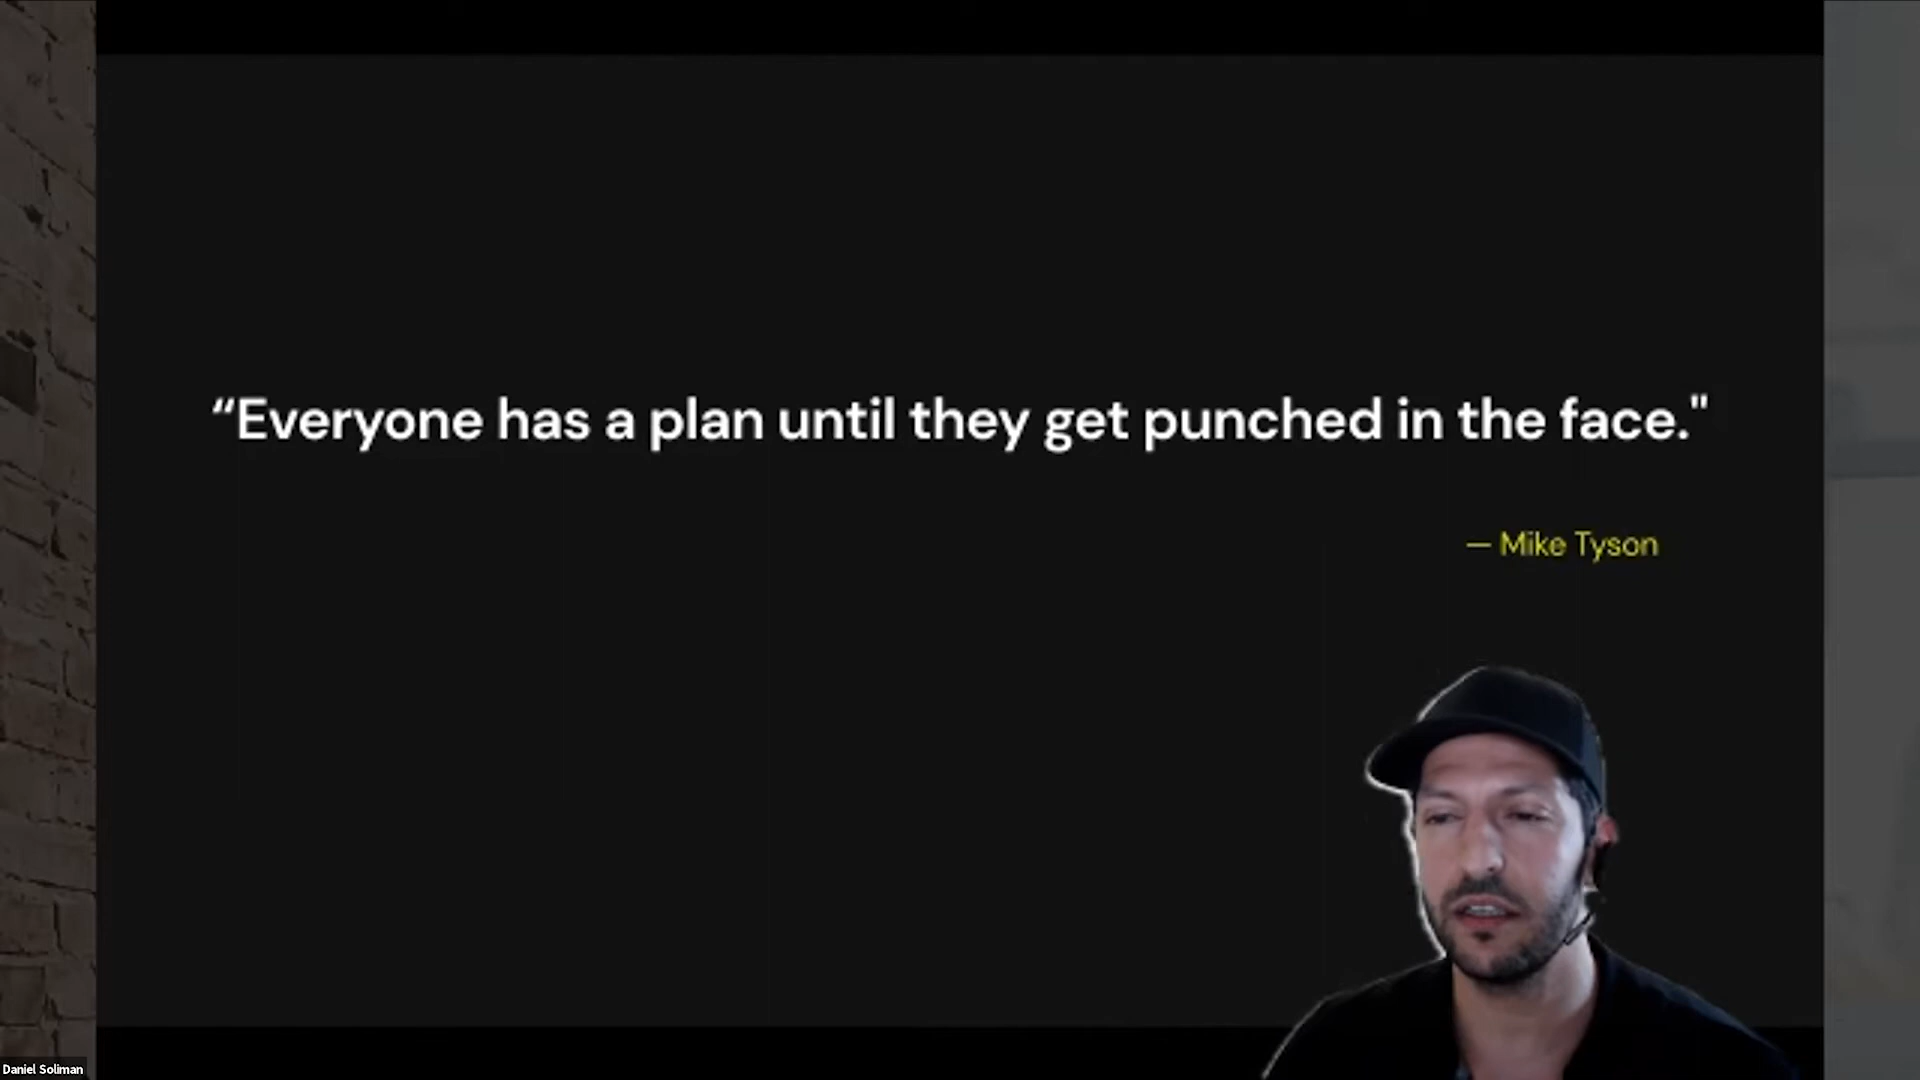 “Everyone has a plan until they get punched in the face."
— Mike Tyson
Daniel Soliman